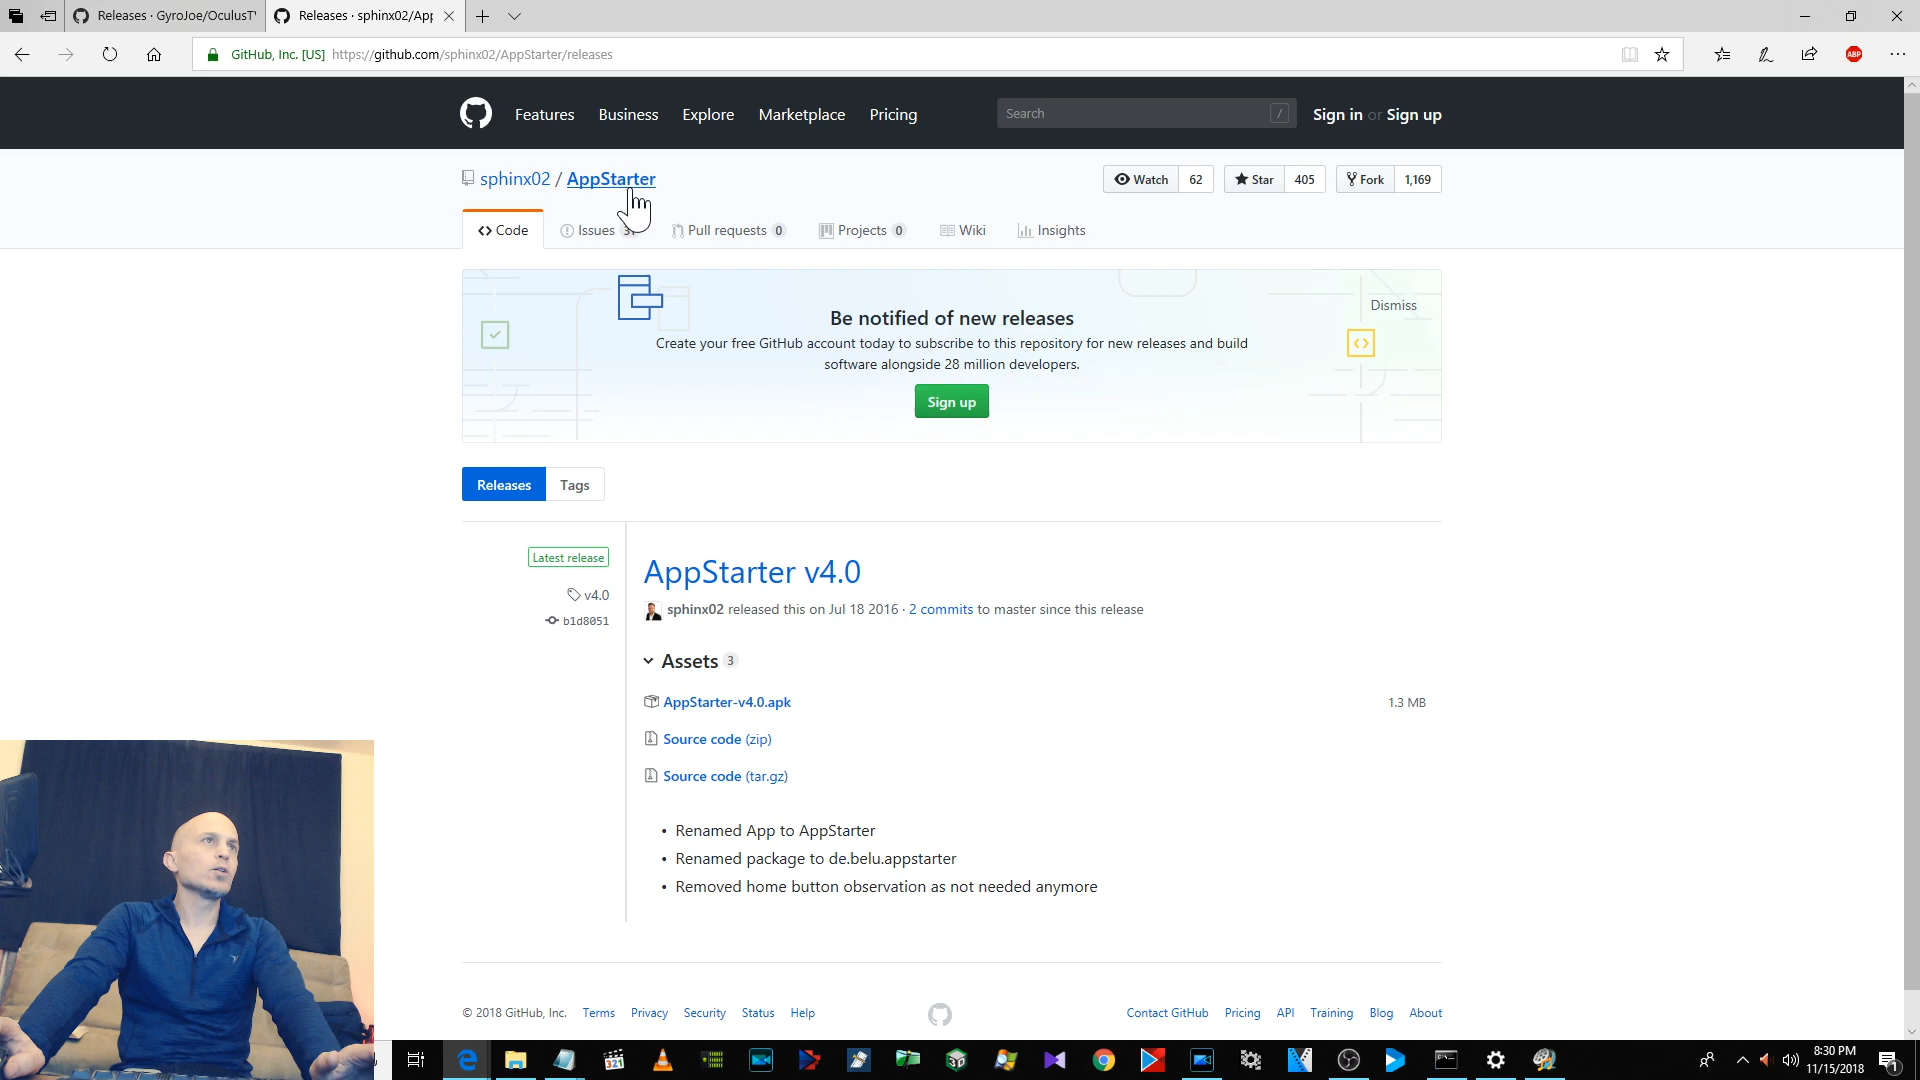 Releases · GyroJoe/OculusT
Releases · sphinx02/App
GitHub, Inc. [US] https://github.com/sphinx02/AppStarter/releases
ABP
Features Business Explore Marketplace Pricing Search / Sign in or Sign up
sphinx02 / AppStarter
Watch 62 Star 405 Fork 1,169
Code Issues Pull requests 0 Projects 0 Wiki Insights
Dismiss
Be notified of new releases
Create your free GitHub account today to subscribe to this repository for new releases and build
software alongside 28 million developers.
Sign up
Releases Tags
Latest release
v4.0
b1d8051
AppStarter v4.0
sphinx02 released this on Jul 18 2016 · 2 commits to master since this release
Assets 3
AppStarter-v4.0.apk 1.3 MB
Source code (zip)
Source code (tar.gz)
• Renamed App to AppStarter
• Renamed package to de.belu.appstarter
• Removed home button observation as not needed anymore
© 2018 GitHub, Inc. Terms Privacy Security Status Help
Contact GitHub Pricing API Training Blog About
321
3D
8:30 PM
11/15/2018
1